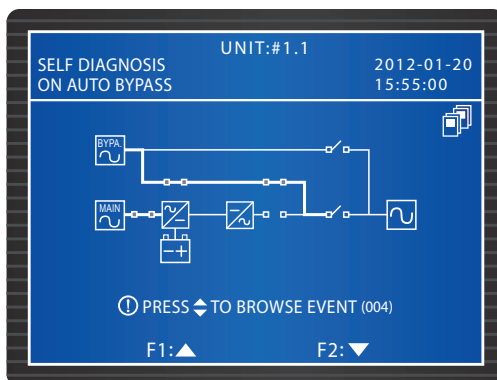 UNIT:#1.1
SELF DIAGNOSIS 2012-01-20
ON AUTO BYPASS 15:55:00
BYPA.
MAIN
PRESS TO BROWSE EVENT (004)
F1: F2: